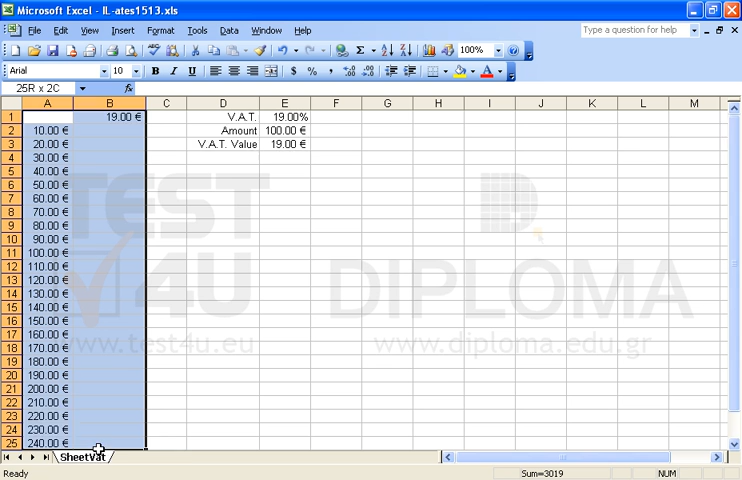 Microsoft Excel - IL-ates1513.xls
File Edit View Insert Format Tools Data Window Help
Type a question for help
100%
Arial 10
25R x 2C fx
A B C D E F G H I J K L M
1 19.00 € V.A.T. 19.00%
2 10.00 € Amount 100.00 €
3 20.00 € V.A.T. Value 19.00 €
4 30.00 €
5 40.00 €
6 50.00 €
7 60.00 €
8 70.00 €
9 80.00 €
10 90.00 €
11 100.00 €
12 110.00 €
13 120.00 €
14 130.00 €
15 140.00 €
16 150.00 €
17 160.00 €
18 170.00 €
19 180.00 €
20 190.00 €
21 200.00 €
22 210.00 €
23 220.00 €
24 230.00 €
25 240.00 €
TEST
4U
DIPLOMA
www.test4u.eu
www.diploma.edu.gr
SheetVat
Ready Sum=3019 NUM